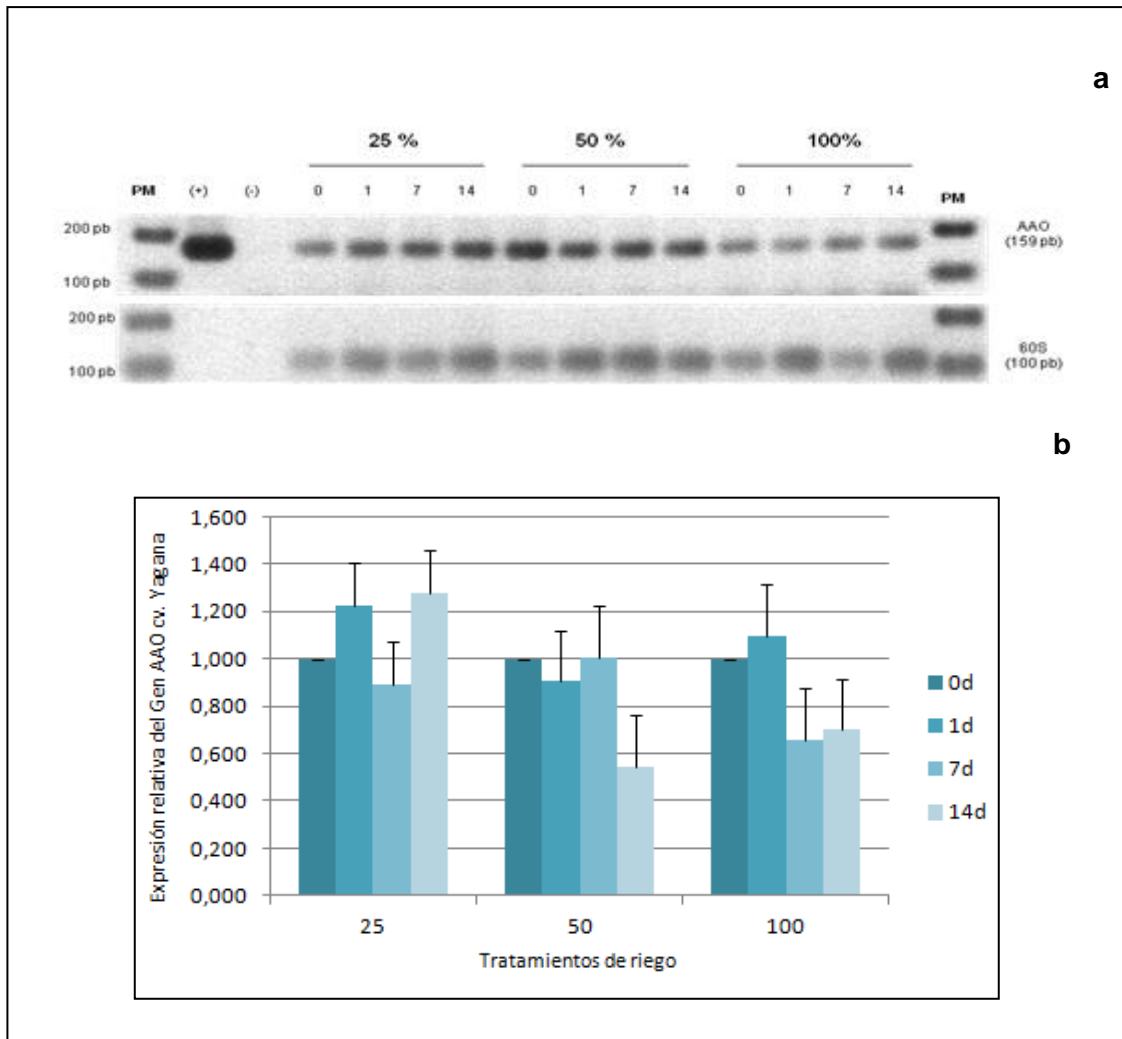 a
25 % 50 % 100%
PM (+) (-) 0 1 7 14 0 1 7 14 0 1 7 14 PM
200 pb
100 pb
AAO
(159 pb)
200 pb
100 pb
60S
(100 pb)
b
Expresión relativa del Gen AAO cv. Yagana
1,600
1,400
1,200
1,000
0,800
0,600
0,400
0,200
0,000
25 50 100
Tratamientos de riego
0d
1d
7d
14d